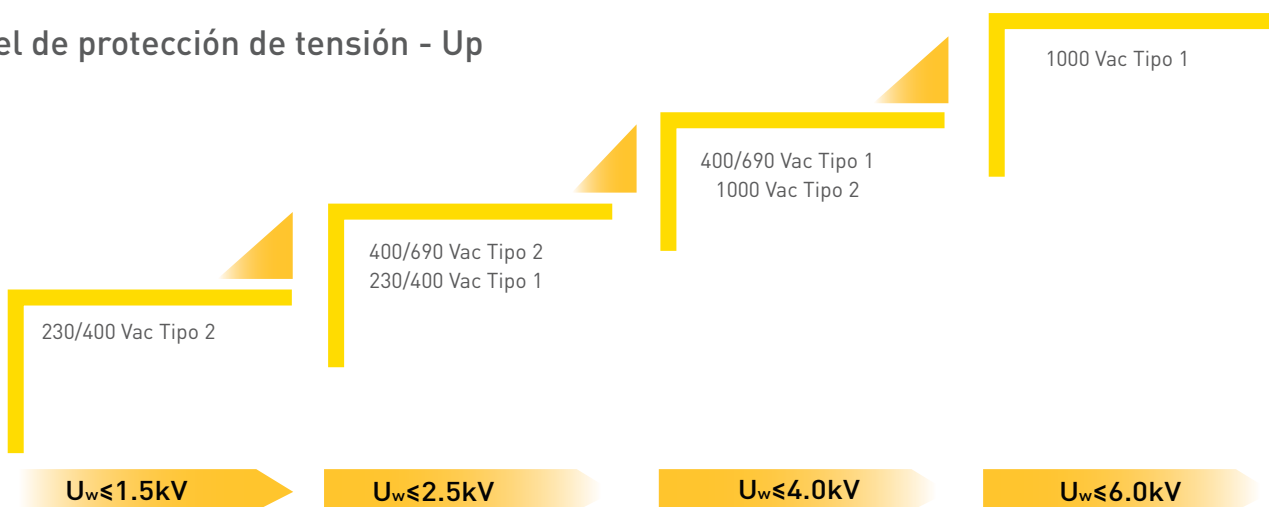 el de protección de tensión - Up
1000 Vac Tipo 1
400/690 Vac Tipo 1
1000 Vac Tipo 2
400/690 Vac Tipo 2
230/400 Vac Tipo 1
230/400 Vac Tipo 2
Uw≤1.5kV
Uw≤2.5kV
Uw≤4.0kV
Uw≤6.0kV